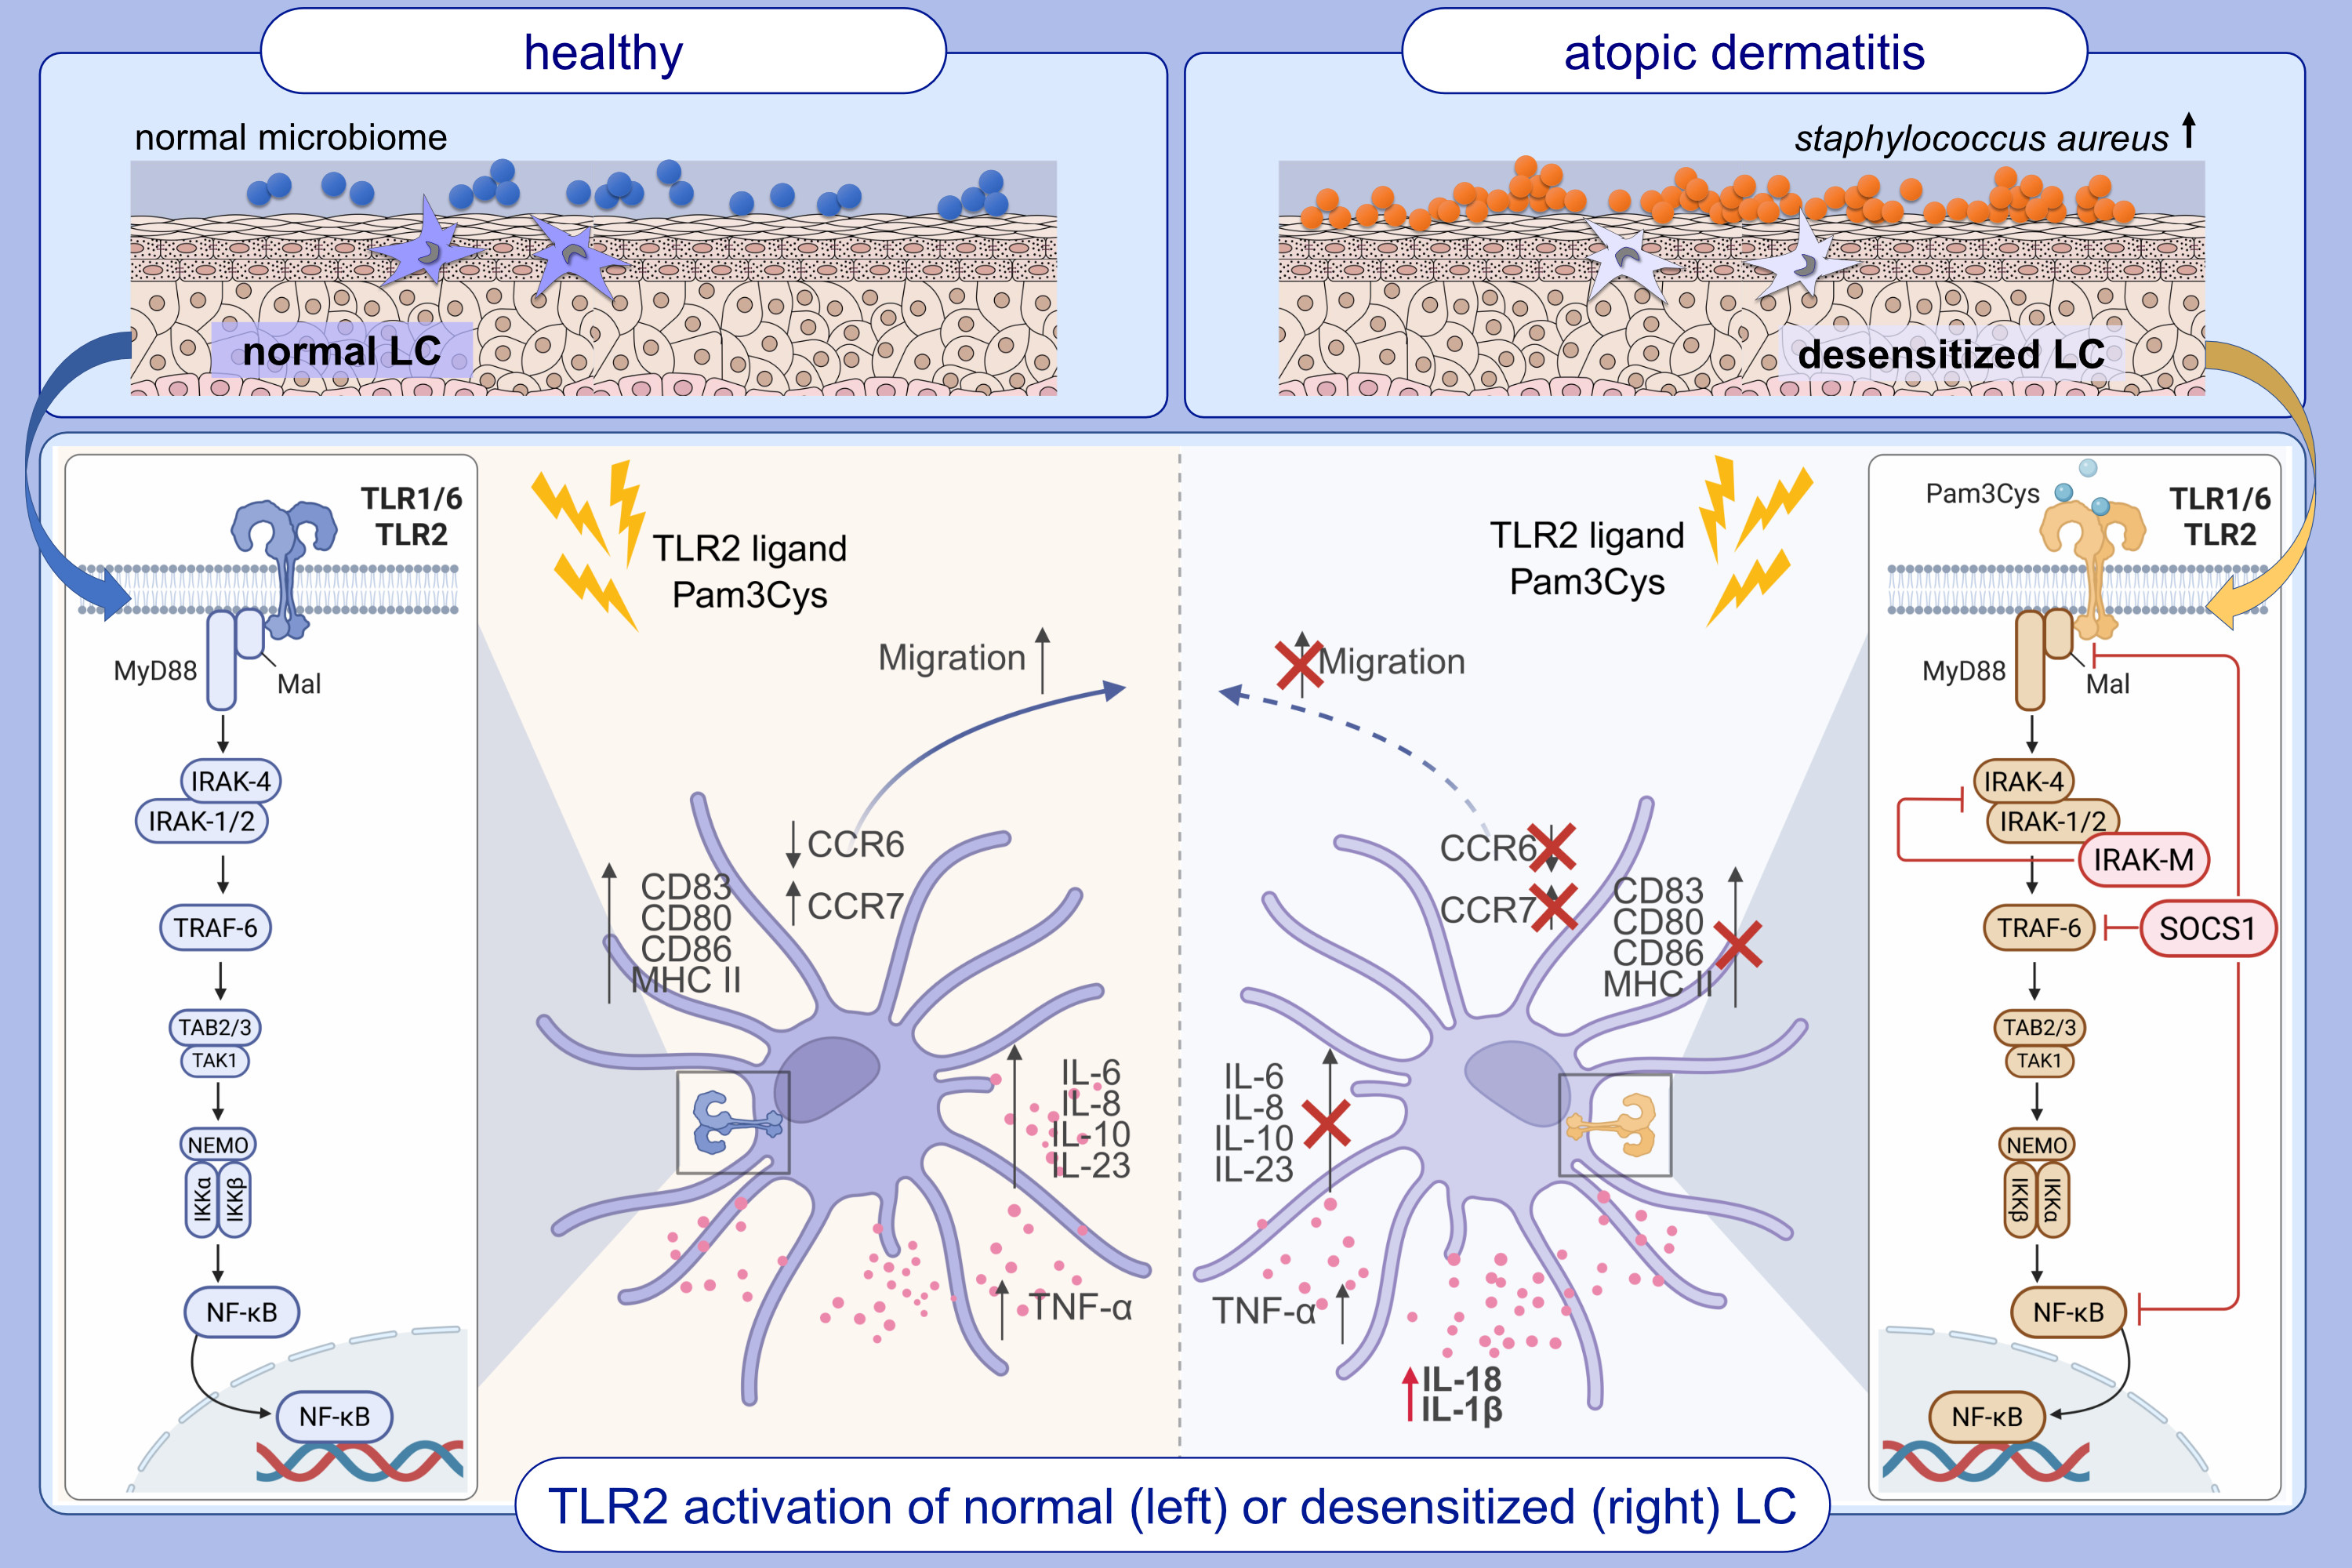 healthy
atopic dermatitis
normal microbiome
staphylococcus aureus
normal LC
desensitized LC
TLR1/6
TLR2
MyD88
Mal
IRAK-4
IRAK-1/2
TRAF-6
TAB2/3
TAK1
NEMO
IKKα
IKKβ
NF-κB
NF-κB
TLR2 ligand
Pam3Cys
Migration
CCR6
CCR7
CD83
CD80
CD86
MHC II
IL-6
IL-8
IL-10
IL-23
TNF-α
TLR2 ligand
Pam3Cys
Migration
CCR6
CCR7
CD83
CD80
CD86
MHC II
IL-6
IL-8
IL-10
IL-23
TNF-α
IL-18
IL-1β
Pam3Cys
TLR1/6
TLR2
MyD88
Mal
IRAK-4
IRAK-1/2
IRAK-M
TRAF-6
SOCS1
TAB2/3
TAK1
NEMO
IKKβ
IKKα
NF-κB
NF-κB
TLR2 activation of normal (left) or desensitized (right) LC